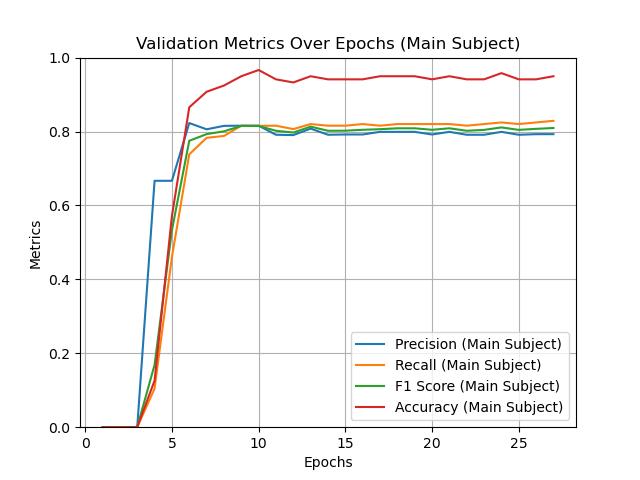 Validation Metrics Over Epochs (Main Subject)
1.0
0.8
0.6
0.4
0.2
0.0
Metrics
0 5 10 15 20 25
Epochs
Precision (Main Subject)
Recall (Main Subject)
F1 Score (Main Subject)
Accuracy (Main Subject)